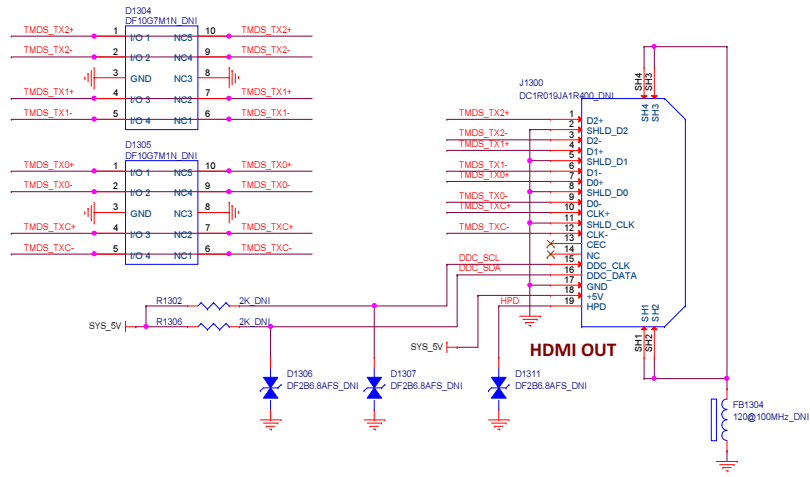 D1304
DF10G7M1N_DNI
TMDS_TX2+ 1 I/O 1 NC5 10 TMDS_TX2+
TMDS_TX2- 2 I/O 2 NC4 9 TMDS_TX2-
3 GND NC3 8
TMDS_TX1+ 4 I/O 3 NC2 7 TMDS_TX1+
TMDS_TX1- 5 I/O 4 NC1 6 TMDS_TX1-
D1305
DF10G7M1N_DNI
TMDS_TX0+ 1 I/O 1 NC5 10 TMDS_TX0+
TMDS_TX0- 2 I/O 2 NC4 9 TMDS_TX0-
3 GND NC3 8
TMDS_TXC+ 4 I/O 3 NC2 7 TMDS_TXC+
TMDS_TXC- 5 I/O 4 NC1 6 TMDS_TXC-
J1300
DC1R019JA1R400_DNI
SH4 SH3
SH4 SH3
TMDS_TX2+ 1 D2+
2 SHLD_D2
TMDS_TX2- 3 D2-
TMDS_TX1+ 4 D1+
5 SHLD_D1
TMDS_TX1- 6 D1-
TMDS_TX0+ 7 D0+
8 SHLD_D0
TMDS_TX0- 9 D0-
TMDS_TXC+ 10 CLK+
11 SHLD_CLK
TMDS_TXC- 12 CLK-
13 CEC
14 NC
DDC_SCL 15 DDC_CLK
DDC_SDA 16 DDC_DATA
17 GND
18 +5V
HPD 19 HPD
SH1 SH2
SH1 SH2
R1302 2K_DNI
SYS_5V R1306 2K_DNI
SYS_5V
HDMI OUT
D1306
DF2B6.8AFS_DNI
D1307
DF2B6.8AFS_DNI
D1311
DF2B6.8AFS_DNI
FB1304
120@100MHz_DNI